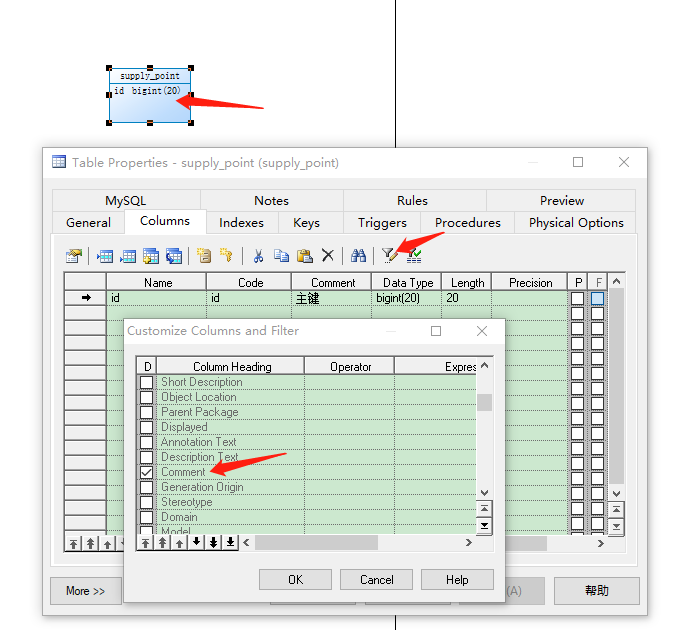 supply_point
id bigint(20)
Table Properties - supply_point (supply_point)
MySQL Notes Rules Preview
General Columns Indexes Keys Triggers Procedures Physical Options
Name Code Comment Data Type Length Precision P F
id id 主键 bigint(20) 20
Customize Columns and Filter
D Column Heading Operator Expres
Short Description
Object Location
Parent Package
Displayed
Annotation Text
Description Text
Comment
Generation Origin
Stereotype
Domain
Model
OK Cancel Help
More >> (A) 帮助